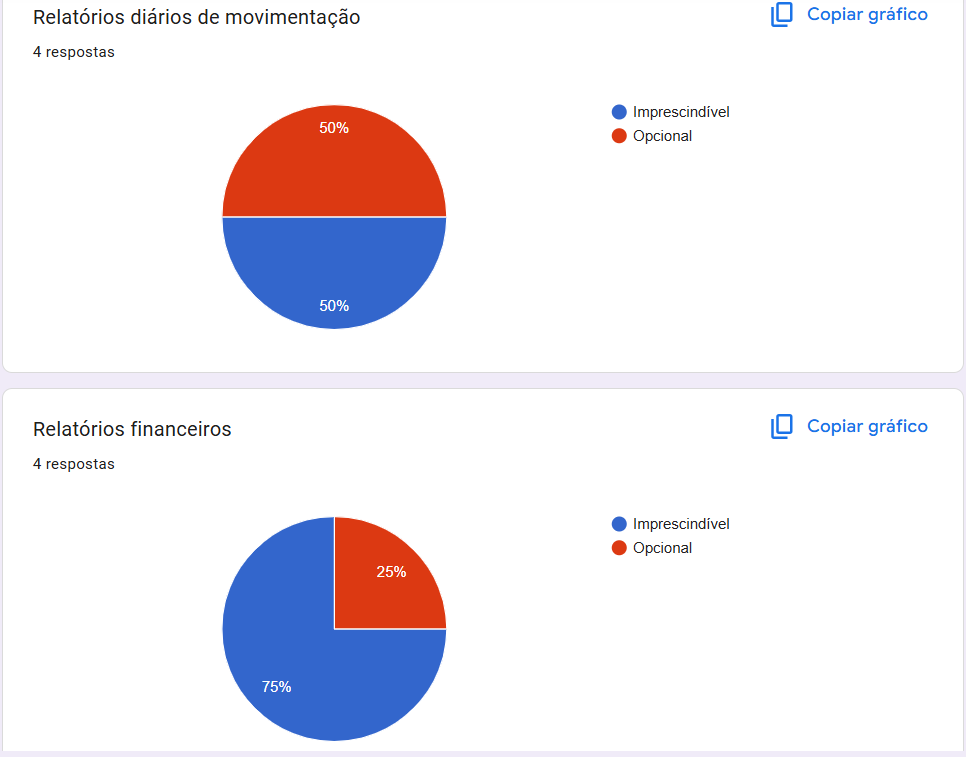 Relatórios diários de movimentação
Copiar gráfico
4 respostas
50%
50%
Imprescindível
Opcional
Relatórios financeiros
Copiar gráfico
4 respostas
25%
75%
Imprescindível
Opcional